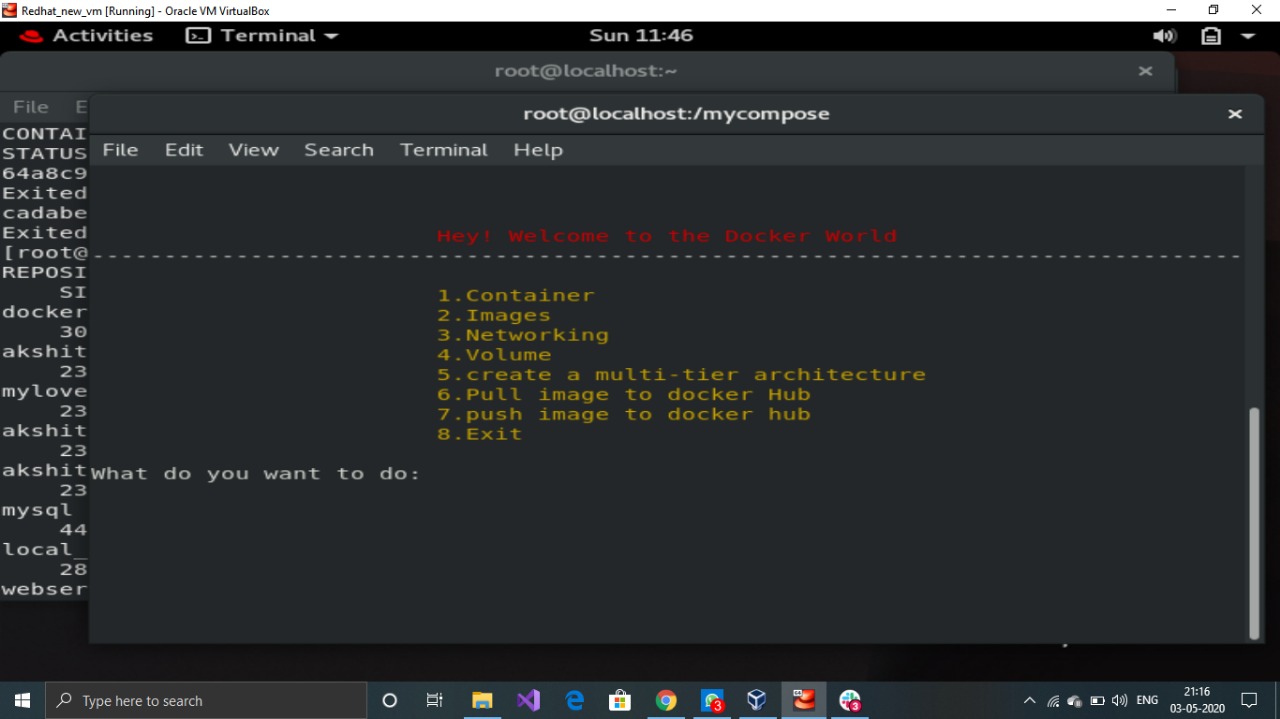 Redhat_new_vm [Running] - Oracle VM VirtualBox
Activities Terminal Sun 11:46
root@localhost:~
File E
root@localhost:/mycompose
File Edit View Search Terminal Help
CONTAI
STATUS
64a8c9
Exited
cadabe
Exited
[root@
REPOSI
SI
docker
30
akshit
23
mylove
23
akshit
23
akshit
23
mysql
44
local_
28
webser
Hey! Welcome to the Docker World
--------------------------------------------------------------------------------
1.Container
2.Images
3.Networking
4.Volume
5.create a multi-tier architecture
6.Pull image to docker Hub
7.push image to docker hub
8.Exit
What do you want to do:
Type here to search
3
3
ENG
21:16
03-05-2020